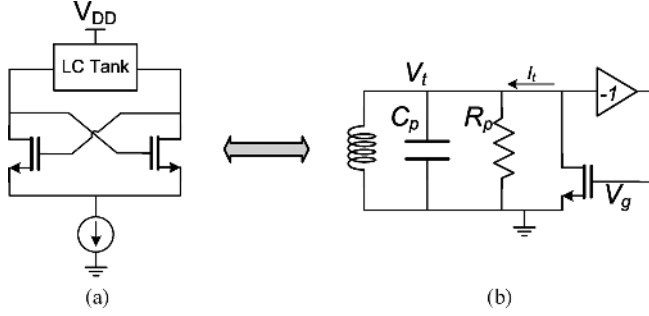 V_DD
LC Tank
V_t
I_t
-1
C_p
R_p
V_g
(a)
(b)